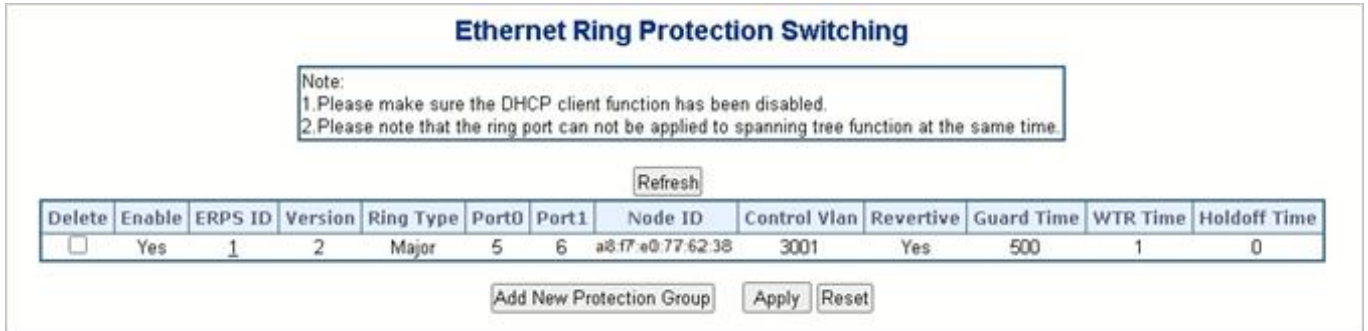 Ethernet Ring Protection Switching
Note:
1.Please make sure the DHCP client function has been disabled.
2.Please note that the ring port can not be applied to spanning tree function at the same time.
Refresh
Delete Enable ERPS ID Version Ring Type Port0 Port1 Node ID Control Vlan Revertive Guard Time WTR Time Holdoff Time
Yes 1 2 Major 5 6 a8:f7:e0:77:62:38 3001 Yes 500 1 0
Add New Protection Group Apply Reset